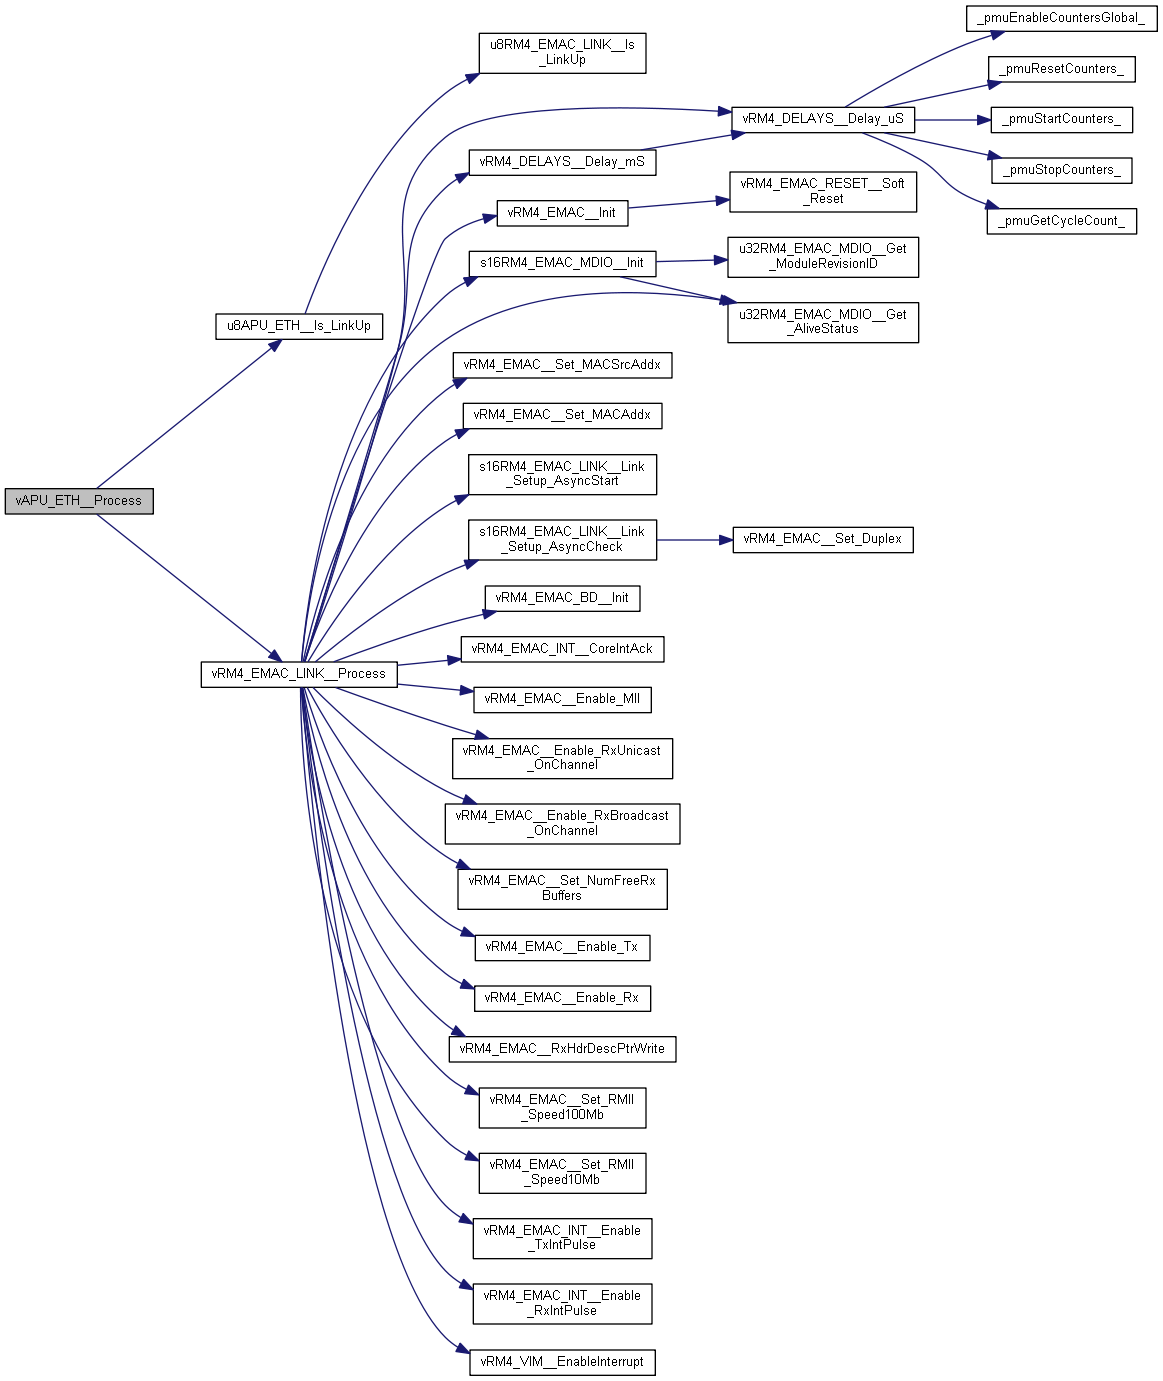 _pmuEnableCountersGlobal_
u8RM4_EMAC_LINK__Is
_LinkUp
_pmuResetCounters_
vRM4_DELAYS__Delay_uS
_pmuStartCounters_
vRM4_DELAYS__Delay_mS
_pmuStopCounters_
vRM4_EMAC_RESET__Soft
_Reset
vRM4_EMAC__Init
_pmuGetCycleCount_
u32RM4_EMAC_MDIO__Get
_ModuleRevisionID
s16RM4_EMAC_MDIO__Init
u32RM4_EMAC_MDIO__Get
_AliveStatus
u8APU_ETH__Is_LinkUp
vRM4_EMAC__Set_MACSrcAddx
vRM4_EMAC__Set_MACAddx
s16RM4_EMAC_LINK__Link
_Setup_AsyncStart
vAPU_ETH__Process
s16RM4_EMAC_LINK__Link
_Setup_AsyncCheck
vRM4_EMAC__Set_Duplex
vRM4_EMAC_BD__Init
vRM4_EMAC_INT__CoreIntAck
vRM4_EMAC_LINK__Process
vRM4_EMAC__Enable_MII
vRM4_EMAC__Enable_RxUnicast
_OnChannel
vRM4_EMAC__Enable_RxBroadcast
_OnChannel
vRM4_EMAC__Set_NumFreeRx
Buffers
vRM4_EMAC__Enable_Tx
vRM4_EMAC__Enable_Rx
vRM4_EMAC__RxHdrDescPtrWrite
vRM4_EMAC__Set_RMII
_Speed100Mb
vRM4_EMAC__Set_RMII
_Speed10Mb
vRM4_EMAC_INT__Enable
_TxIntPulse
vRM4_EMAC_INT__Enable
_RxIntPulse
vRM4_VIM__EnableInterrupt